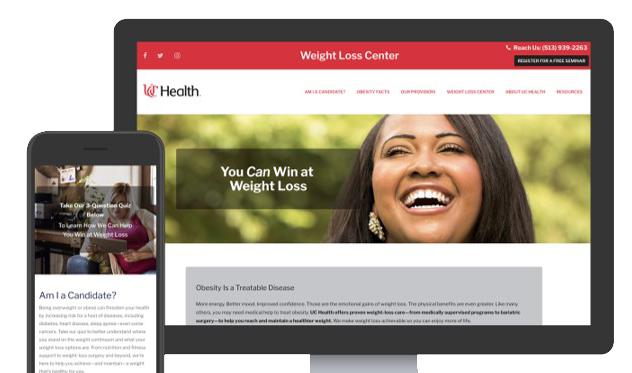 Weight Loss Center
Reach Us: (513) 939-2263
REGISTER FOR A FREE SEMINAR
UC Health.
AM I A CANDIDATE? OBESITY FACTS OUR PROVIDERS WEIGHT LOSS CENTER ABOUT UC HEALTH RESOURCES
You Can Win at
Weight Loss
Obesity Is a Treatable Disease
More energy. Better mood. Improved confidence. Those are the emotional gains of weight loss. The physical benefits are even greater. Like many
others, you may need medical help to treat obesity. UC Health offers proven weight-loss care—from medically supervised programs to bariatric
surgery—to help you reach and maintain a healthier weight. We make weight loss achievable so you can enjoy more of life.
Take Our 3-Question Quiz
Below
To Learn How We Can Help
You Win at Weight Loss
Am I a Candidate?
Being overweight or obese can threaten your health
by increasing risk for a host of diseases, including
diabetes, heart disease, sleep apnea—even some
cancers. Take our quiz to better understand where
you stand on the weight continuum and what your
weight loss options are. From nutrition and fitness
support to weight-loss surgery and beyond, we're
here to help you achieve—and maintain—a weight
that's healthy for you.